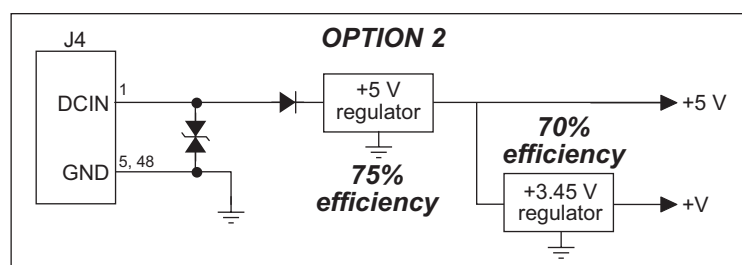 OPTION 2
J4
DCIN
1
GND
5, 48
+5 V
regulator
75%
efficiency
+5 V
70%
efficiency
+3.45 V
regulator
+V